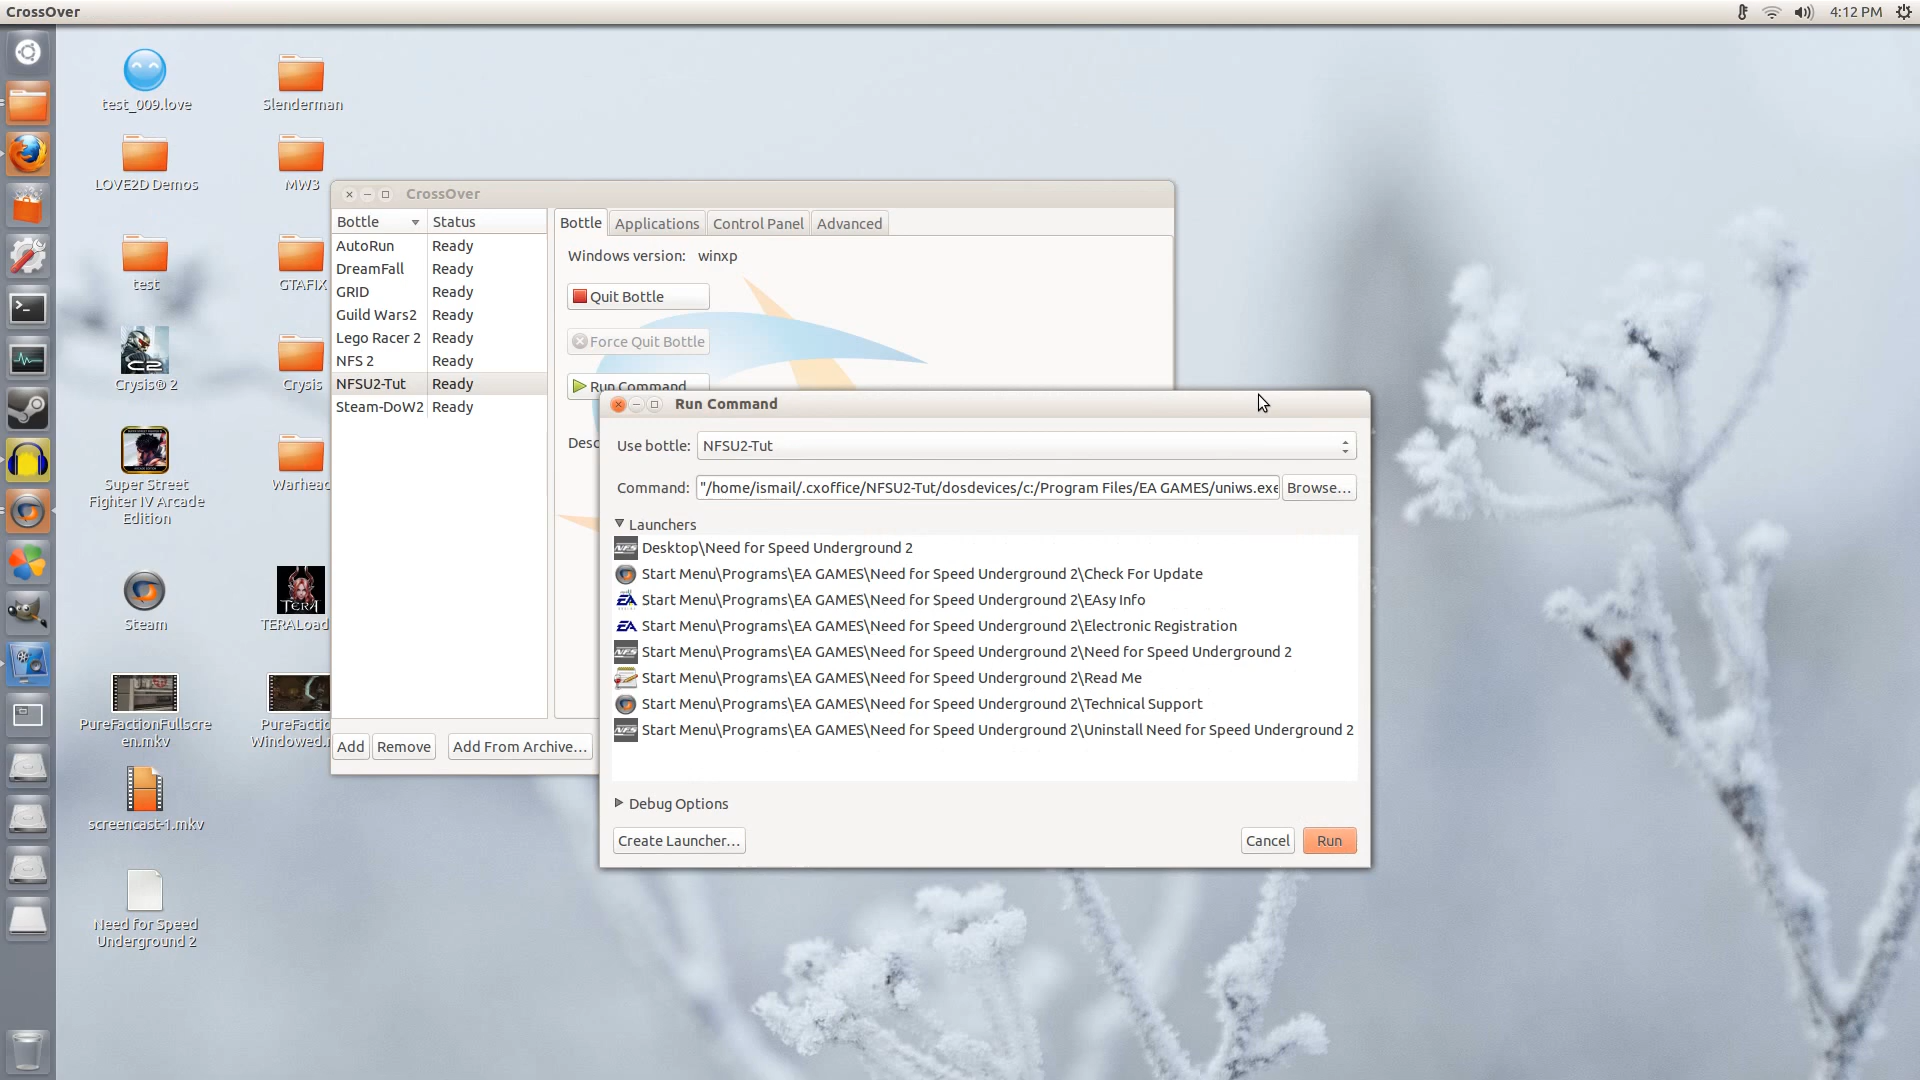 CrossOver
4:12 PM
test_009.love
Slenderman
LOVE2D Demos
MW3
test
GTAFIX
Crysis® 2
Crysis
Super Street
Fighter IV Arcade
Edition
Warhead
Steam
TERALoad
PureFactionFullscre
en.mkv
PureFactio
Windowed.
screencast-1.mkv
Need for Speed
Underground 2
CrossOver
Bottle
Status
AutoRun
Ready
DreamFall
Ready
GRID
Ready
Guild Wars2
Ready
Lego Racer 2
Ready
NFS 2
Ready
NFSU2-Tut
Ready
Steam-DoW2
Ready
Add
Remove
Add From Archive...
Bottle
Applications
Control Panel
Advanced
Windows version: winxp
Quit Bottle
Force Quit Bottle
Run Command
Desc
Run Command
Use bottle: NFSU2-Tut
Command: "/home/ismail/.cxoffice/NFSU2-Tut/dosdevices/c:/Program Files/EA GAMES/uniws.exe
Browse...
Launchers
Desktop\Need for Speed Underground 2
Start Menu\Programs\EA GAMES\Need for Speed Underground 2\Check For Update
Start Menu\Programs\EA GAMES\Need for Speed Underground 2\EAsy Info
Start Menu\Programs\EA GAMES\Need for Speed Underground 2\Electronic Registration
Start Menu\Programs\EA GAMES\Need for Speed Underground 2\Need for Speed Underground 2
Start Menu\Programs\EA GAMES\Need for Speed Underground 2\Read Me
Start Menu\Programs\EA GAMES\Need for Speed Underground 2\Technical Support
Start Menu\Programs\EA GAMES\Need for Speed Underground 2\Uninstall Need for Speed Underground 2
Debug Options
Create Launcher...
Cancel
Run